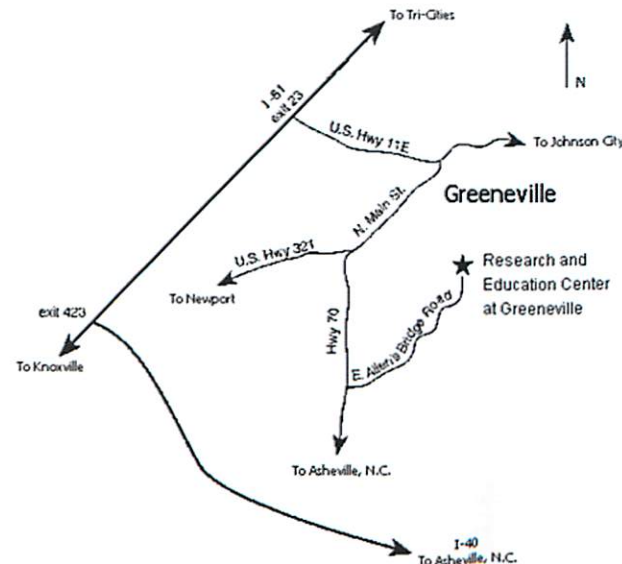 To Tri-Cities
N
I-81
exit 23
U.S. Hwy 11E
To Johnson City
Greeneville
N. Main St.
U.S. Hwy 321
Research and
Education Center
at Greeneville
To Newport
exit 423
Hwy 70
E. Allens Bridge Road
To Knoxville
To Asheville, N.C.
I-40
To Asheville, N.C.